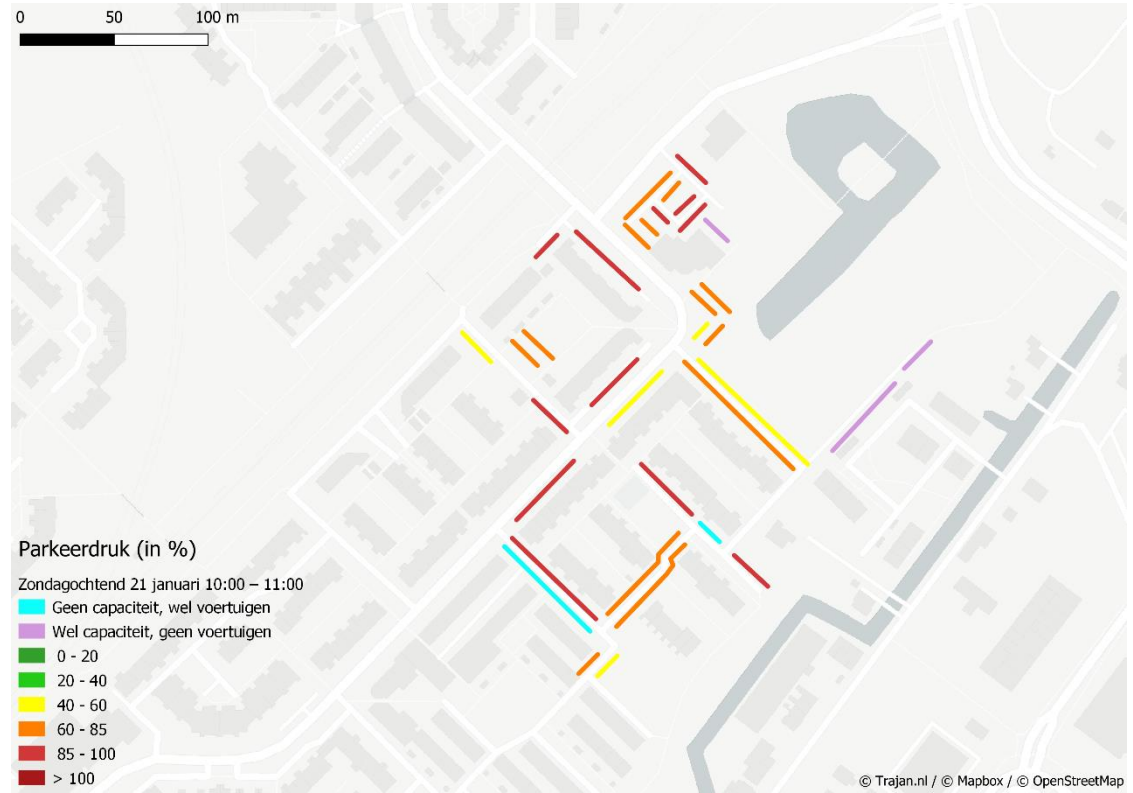 0 50 100 m
Parkeerdruk (in %)
Zondagochtend 21 januari 10:00 – 11:00
Geen capaciteit, wel voertuigen
Wel capaciteit, geen voertuigen
0 - 20
20 - 40
40 - 60
60 - 85
85 - 100
> 100
© Trajan.nl / © Mapbox / © OpenStreetMap